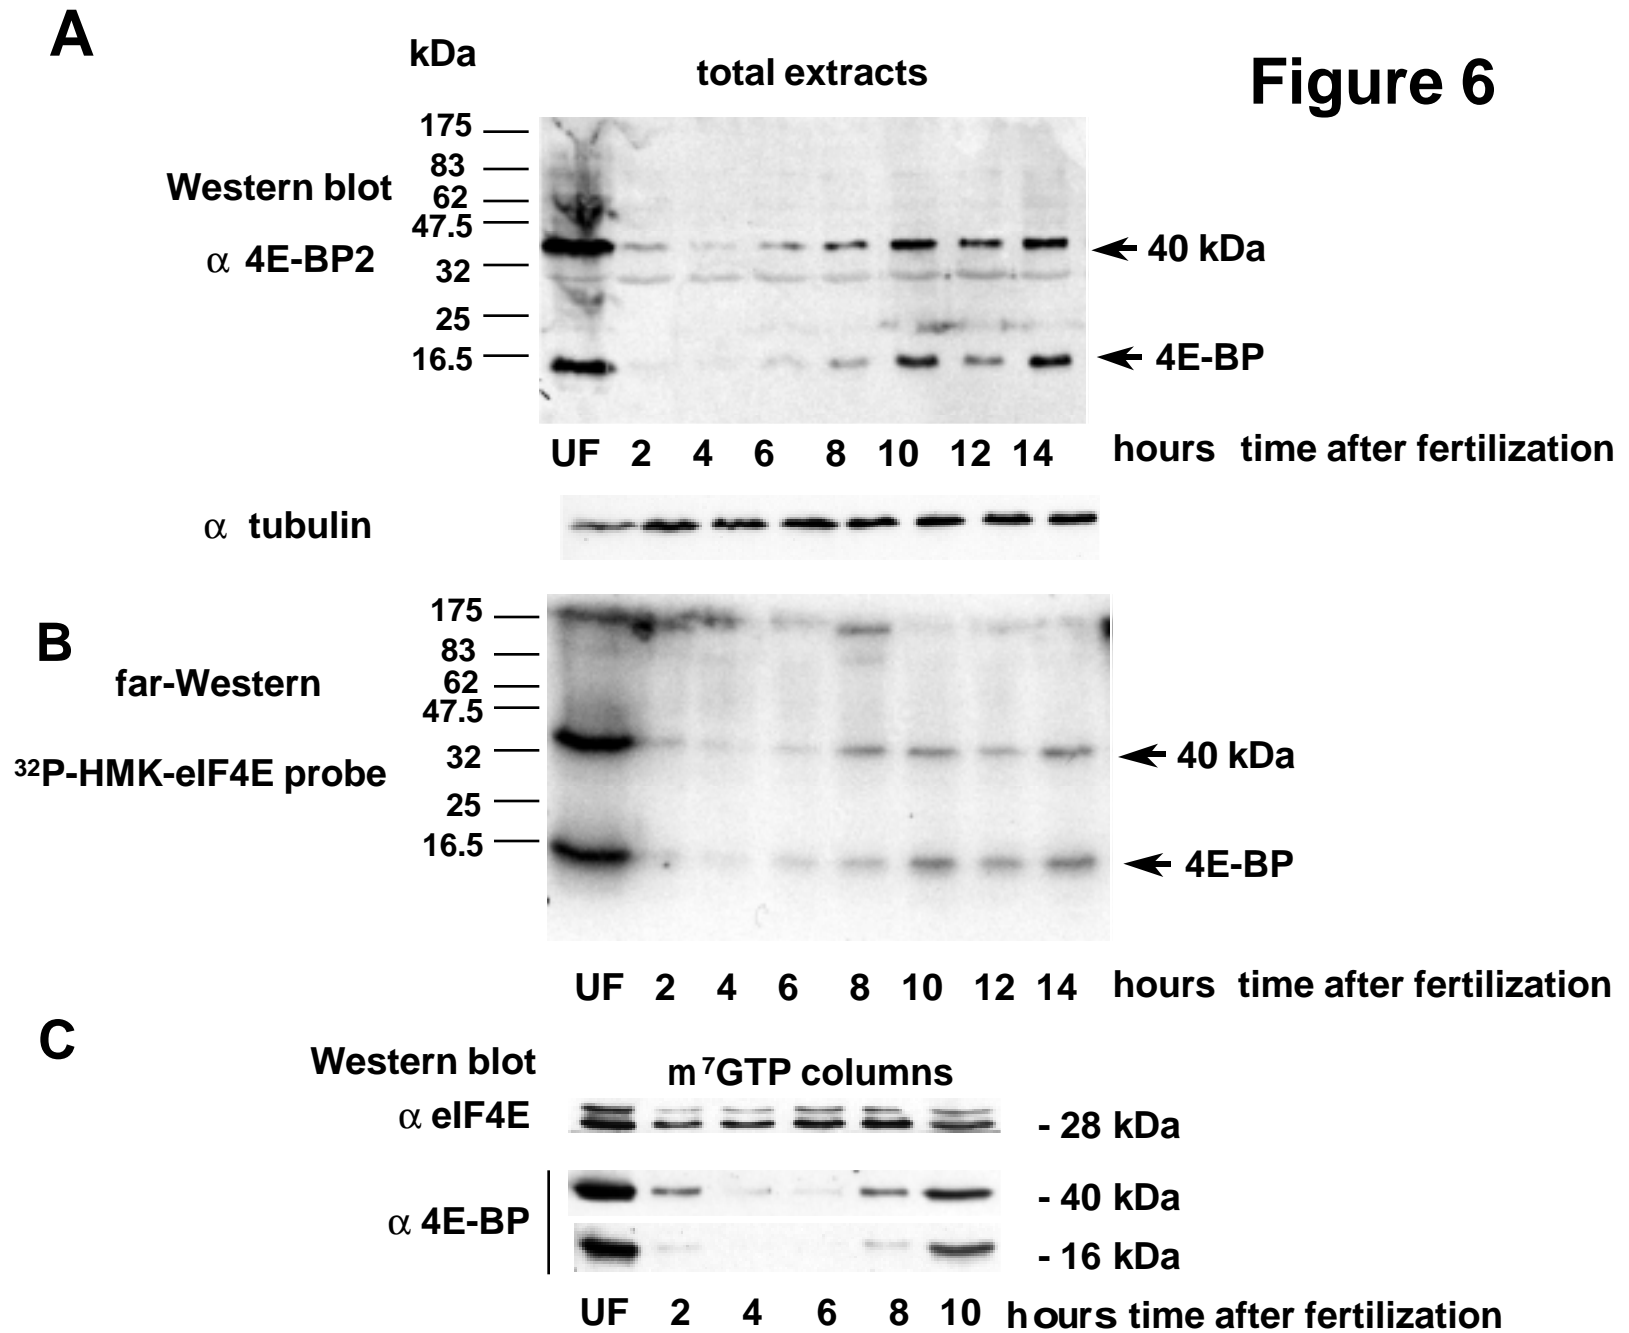 A
kDa
total extracts
Figure 6
175
83
Western blot
62
47.5
α 4E-BP2
40 kDa
32
25
16.5
4E-BP
UF 2 4 6 8 10 12 14 hours time after fertilization
α tubulin
B
175
83
far-Western
62
47.5
32
40 kDa
32P-HMK-eIF4E probe
25
16.5
4E-BP
UF 2 4 6 8 10 12 14 hours time after fertilization
C
Western blot
m7GTP columns
α eIF4E
- 28 kDa
- 40 kDa
α 4E-BP
- 16 kDa
UF 2 4 6 8 10 hours time after fertilization